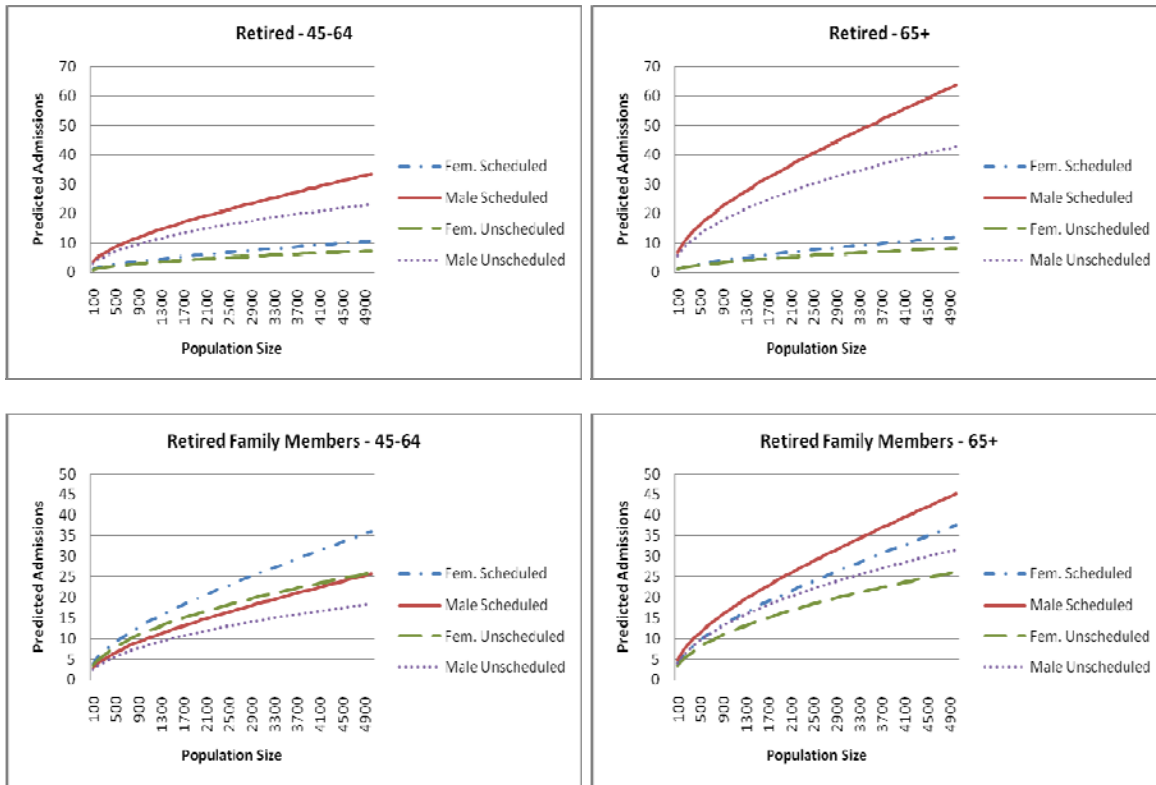 Retired - 45-64
Predicted Admissions
70
60
50
40
30
20
10
0
100 500 900 1300 1700 2100 2500 2900 3300 3700 4100 4500 4900
Population Size
Fem. Scheduled
Male Scheduled
Fem. Unscheduled
Male Unscheduled
Retired - 65+
Predicted Admissions
70
60
50
40
30
20
10
0
100 500 900 1300 1700 2100 2500 2900 3300 3700 4100 4500 4900
Population Size
Fem. Scheduled
Male Scheduled
Fem. Unscheduled
Male Unscheduled
Retired Family Members - 45-64
Predicted Admissions
50
45
40
35
30
25
20
15
10
5
0
100 500 900 1300 1700 2100 2500 2900 3300 3700 4100 4500 4900
Population Size
Fem. Scheduled
Male Scheduled
Fem. Unscheduled
Male Unscheduled
Retired Family Members - 65+
Predicted Admissions
50
45
40
35
30
25
20
15
10
5
0
100 500 900 1300 1700 2100 2500 2900 3300 3700 4100 4500 4900
Population Size
Fem. Scheduled
Male Scheduled
Fem. Unscheduled
Male Unscheduled